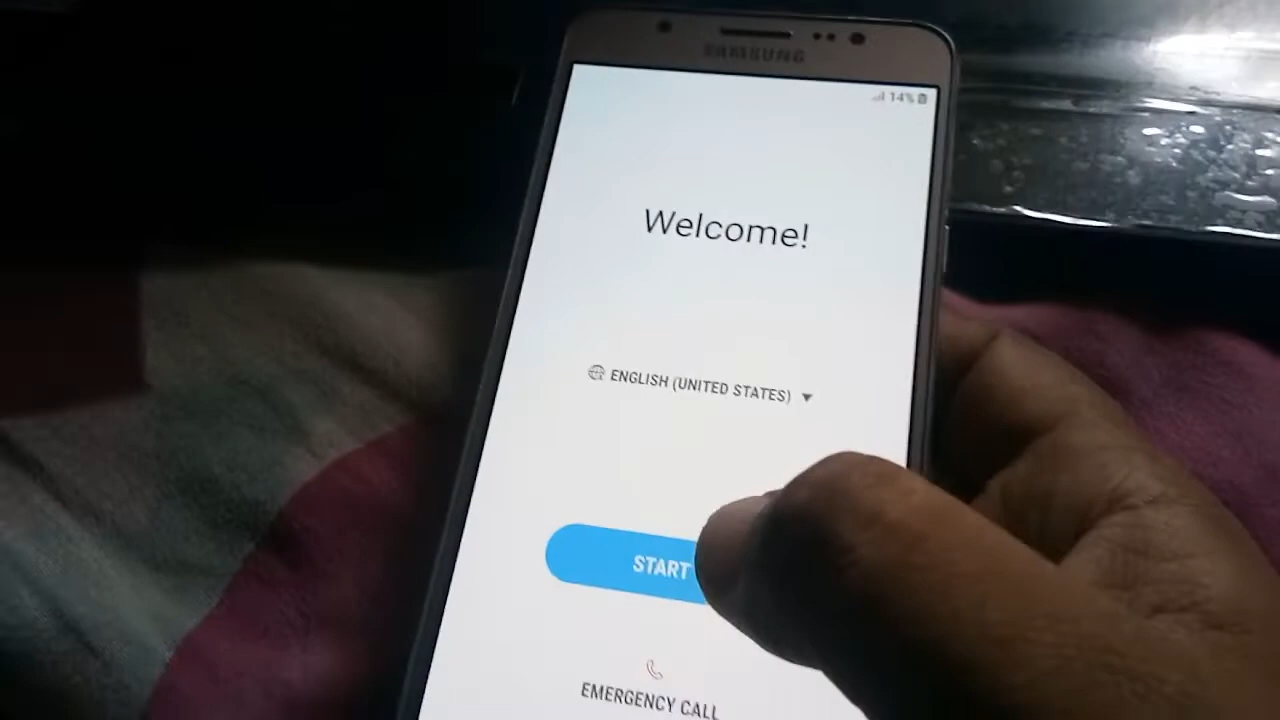 SAMSUNG
14%
Welcome!
ENGLISH (UNITED STATES)
START
EMERGENCY CALL